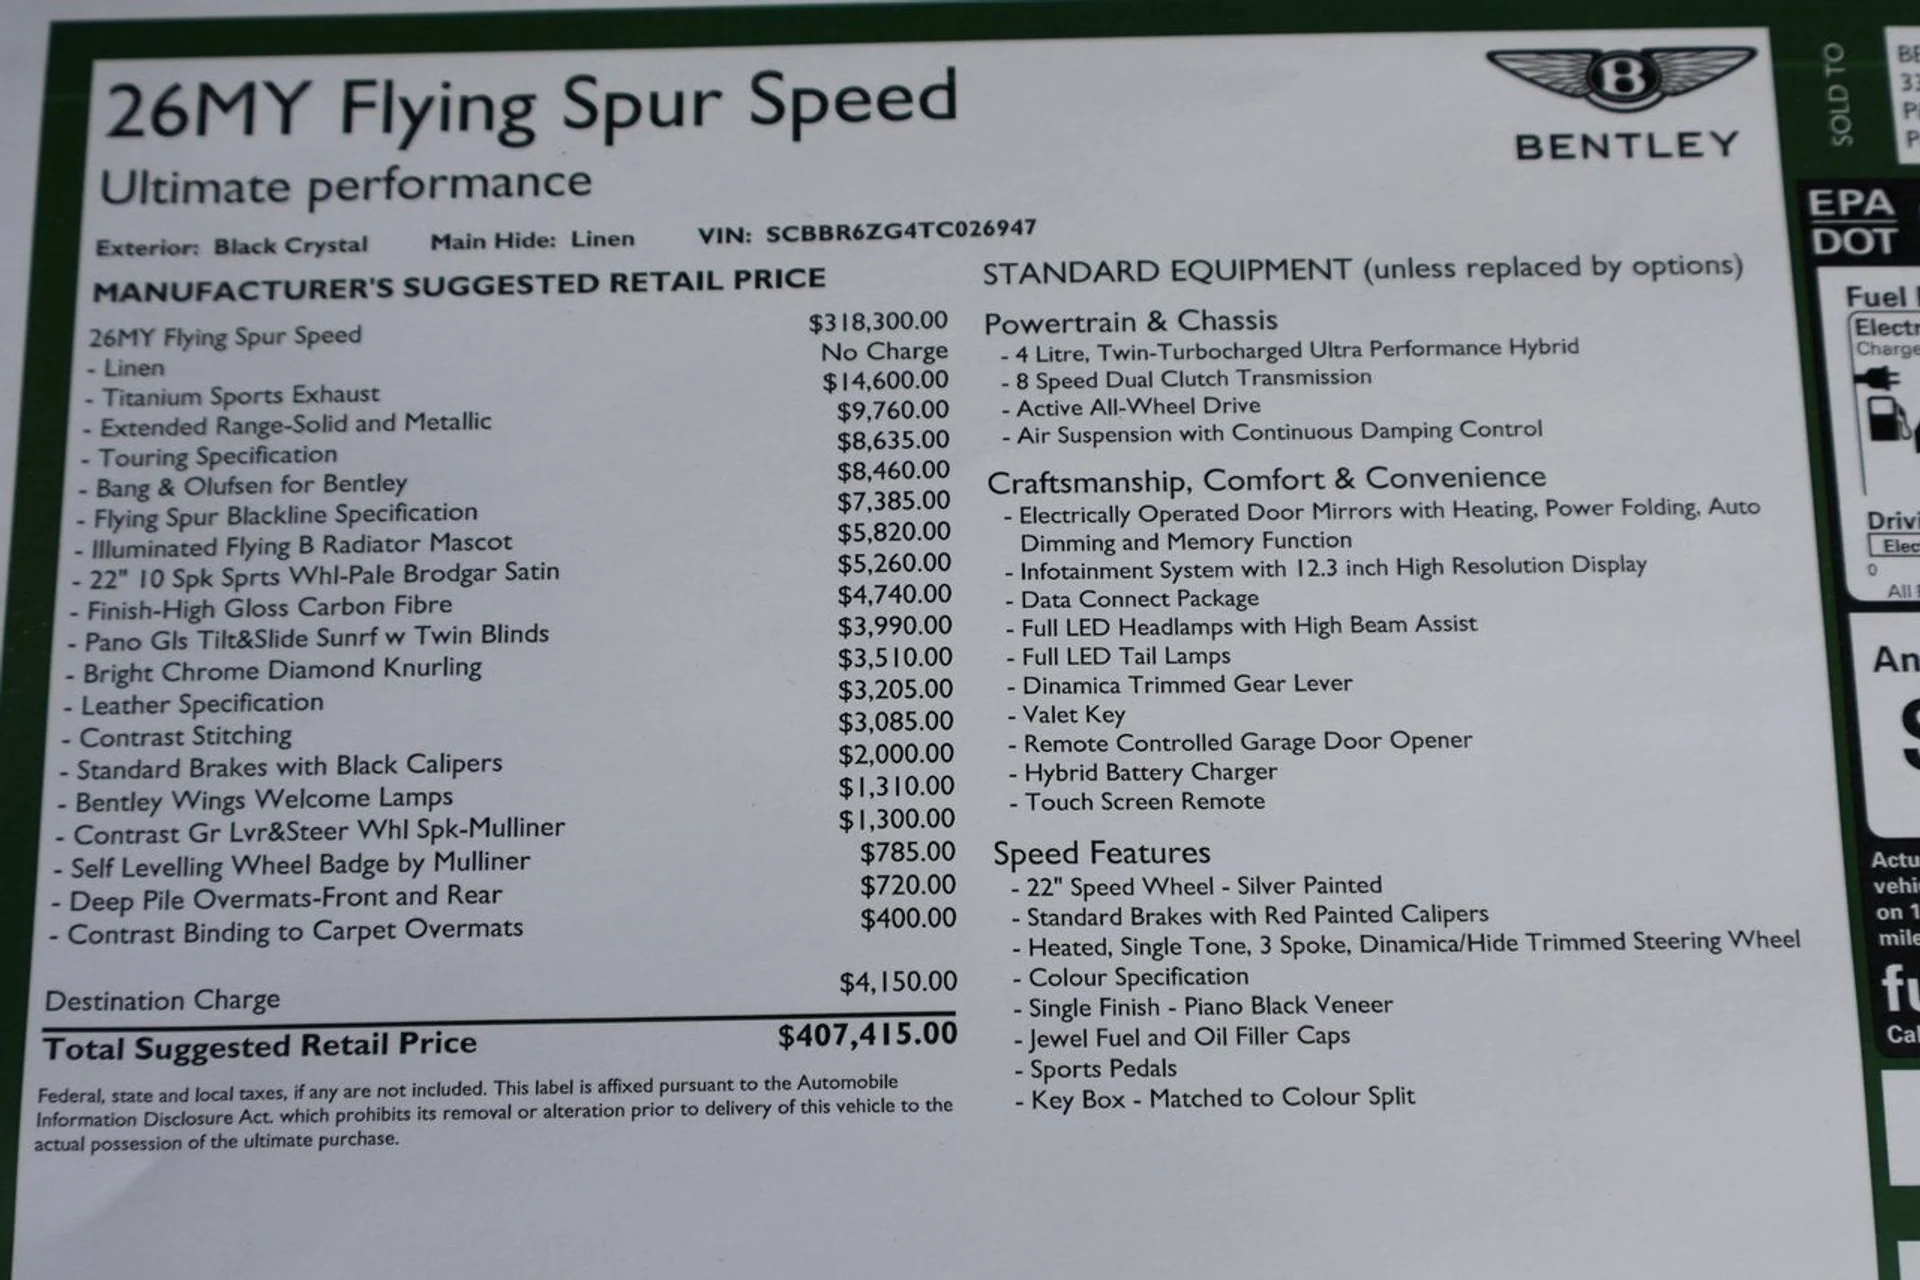 26MY Flying Spur Speed
Ultimate performance
Exterior: Black Crystal Main Hide: Linen VIN: SCBBR6ZG4TC026947
MANUFACTURER'S SUGGESTED RETAIL PRICE
26MY Flying Spur Speed $318,300.00
- Linen No Charge
- Titanium Sports Exhaust $14,600.00
- Extended Range-Solid and Metallic $9,760.00
- Touring Specification $8,635.00
- Bang & Olufsen for Bentley $8,460.00
- Flying Spur Blackline Specification $7,385.00
- Illuminated Flying B Radiator Mascot $5,820.00
- 22" 10 Spk Sprts Whl-Pale Brodgar Satin $5,260.00
- Finish-High Gloss Carbon Fibre $4,740.00
- Pano Gls Tilt&Slide Sunrf w Twin Blinds $3,990.00
- Bright Chrome Diamond Knurling $3,510.00
- Leather Specification $3,205.00
- Contrast Stitching $3,085.00
- Standard Brakes with Black Calipers $2,000.00
- Bentley Wings Welcome Lamps $1,310.00
- Contrast Gr Lvr&Steer Whl Spk-Mulliner $1,300.00
- Self Levelling Wheel Badge by Mulliner $785.00
- Deep Pile Overmats-Front and Rear $720.00
- Contrast Binding to Carpet Overmats $400.00
Destination Charge $4,150.00
Total Suggested Retail Price $407,415.00
Federal, state and local taxes, if any are not included. This label is affixed pursuant to the Automobile
Information Disclosure Act. which prohibits its removal or alteration prior to delivery of this vehicle to the
actual possession of the ultimate purchase.
B
BENTLEY
STANDARD EQUIPMENT (unless replaced by options)
Powertrain & Chassis
- 4 Litre, Twin-Turbocharged Ultra Performance Hybrid
- 8 Speed Dual Clutch Transmission
- Active All-Wheel Drive
- Air Suspension with Continuous Damping Control
Craftsmanship, Comfort & Convenience
- Electrically Operated Door Mirrors with Heating, Power Folding, Auto
Dimming and Memory Function
- Infotainment System with 12.3 inch High Resolution Display
- Data Connect Package
- Full LED Headlamps with High Beam Assist
- Full LED Tail Lamps
- Dinamica Trimmed Gear Lever
- Valet Key
- Remote Controlled Garage Door Opener
- Hybrid Battery Charger
- Touch Screen Remote
Speed Features
- 22" Speed Wheel - Silver Painted
- Standard Brakes with Red Painted Calipers
- Heated, Single Tone, 3 Spoke, Dinamica/Hide Trimmed Steering Wheel
- Colour Specification
- Single Finish - Piano Black Veneer
- Jewel Fuel and Oil Filler Caps
- Sports Pedals
- Key Box - Matched to Colour Split
SOLD TO
EPA
DOT
Fuel
Electr
Charge
Drivi
Elec
0
All
An
Actu
vehi
on 1
mile
fu
Cal